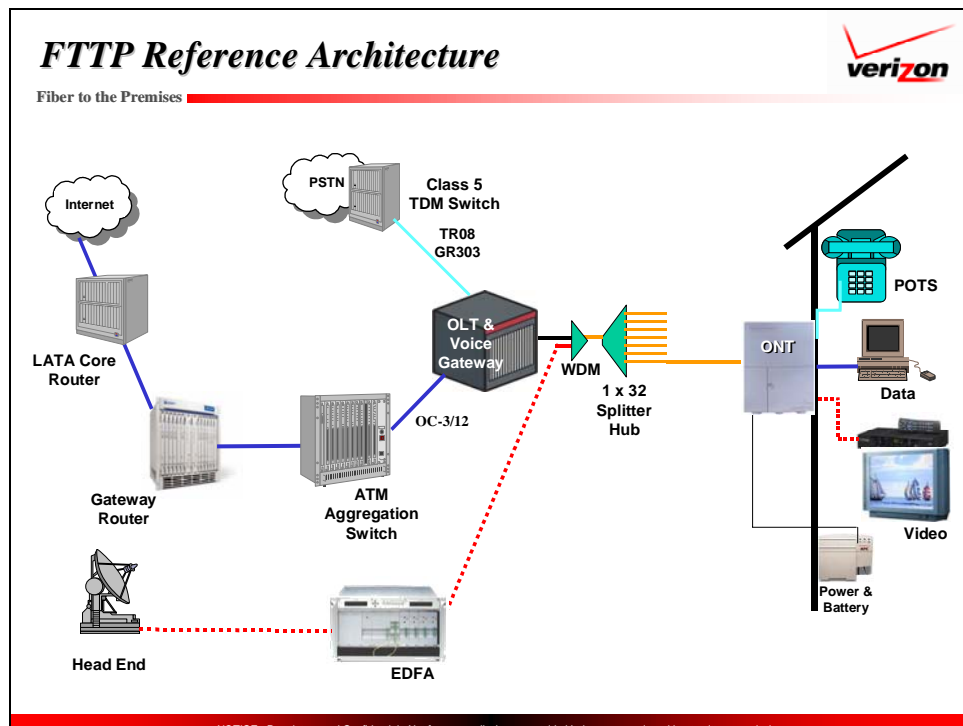 FTTP Reference Architecture
verizon
Fiber to the Premises
Internet
PSTN
Class 5
TDM Switch
TR08
GR303
LATA Core
Router
OLT &
Voice
Gateway
WDM
1 x 32
Splitter
Hub
ONT
POTS
Data
OC-3/12
Gateway
Router
ATM
Aggregation
Switch
Video
Power &
Battery
Head End
EDFA